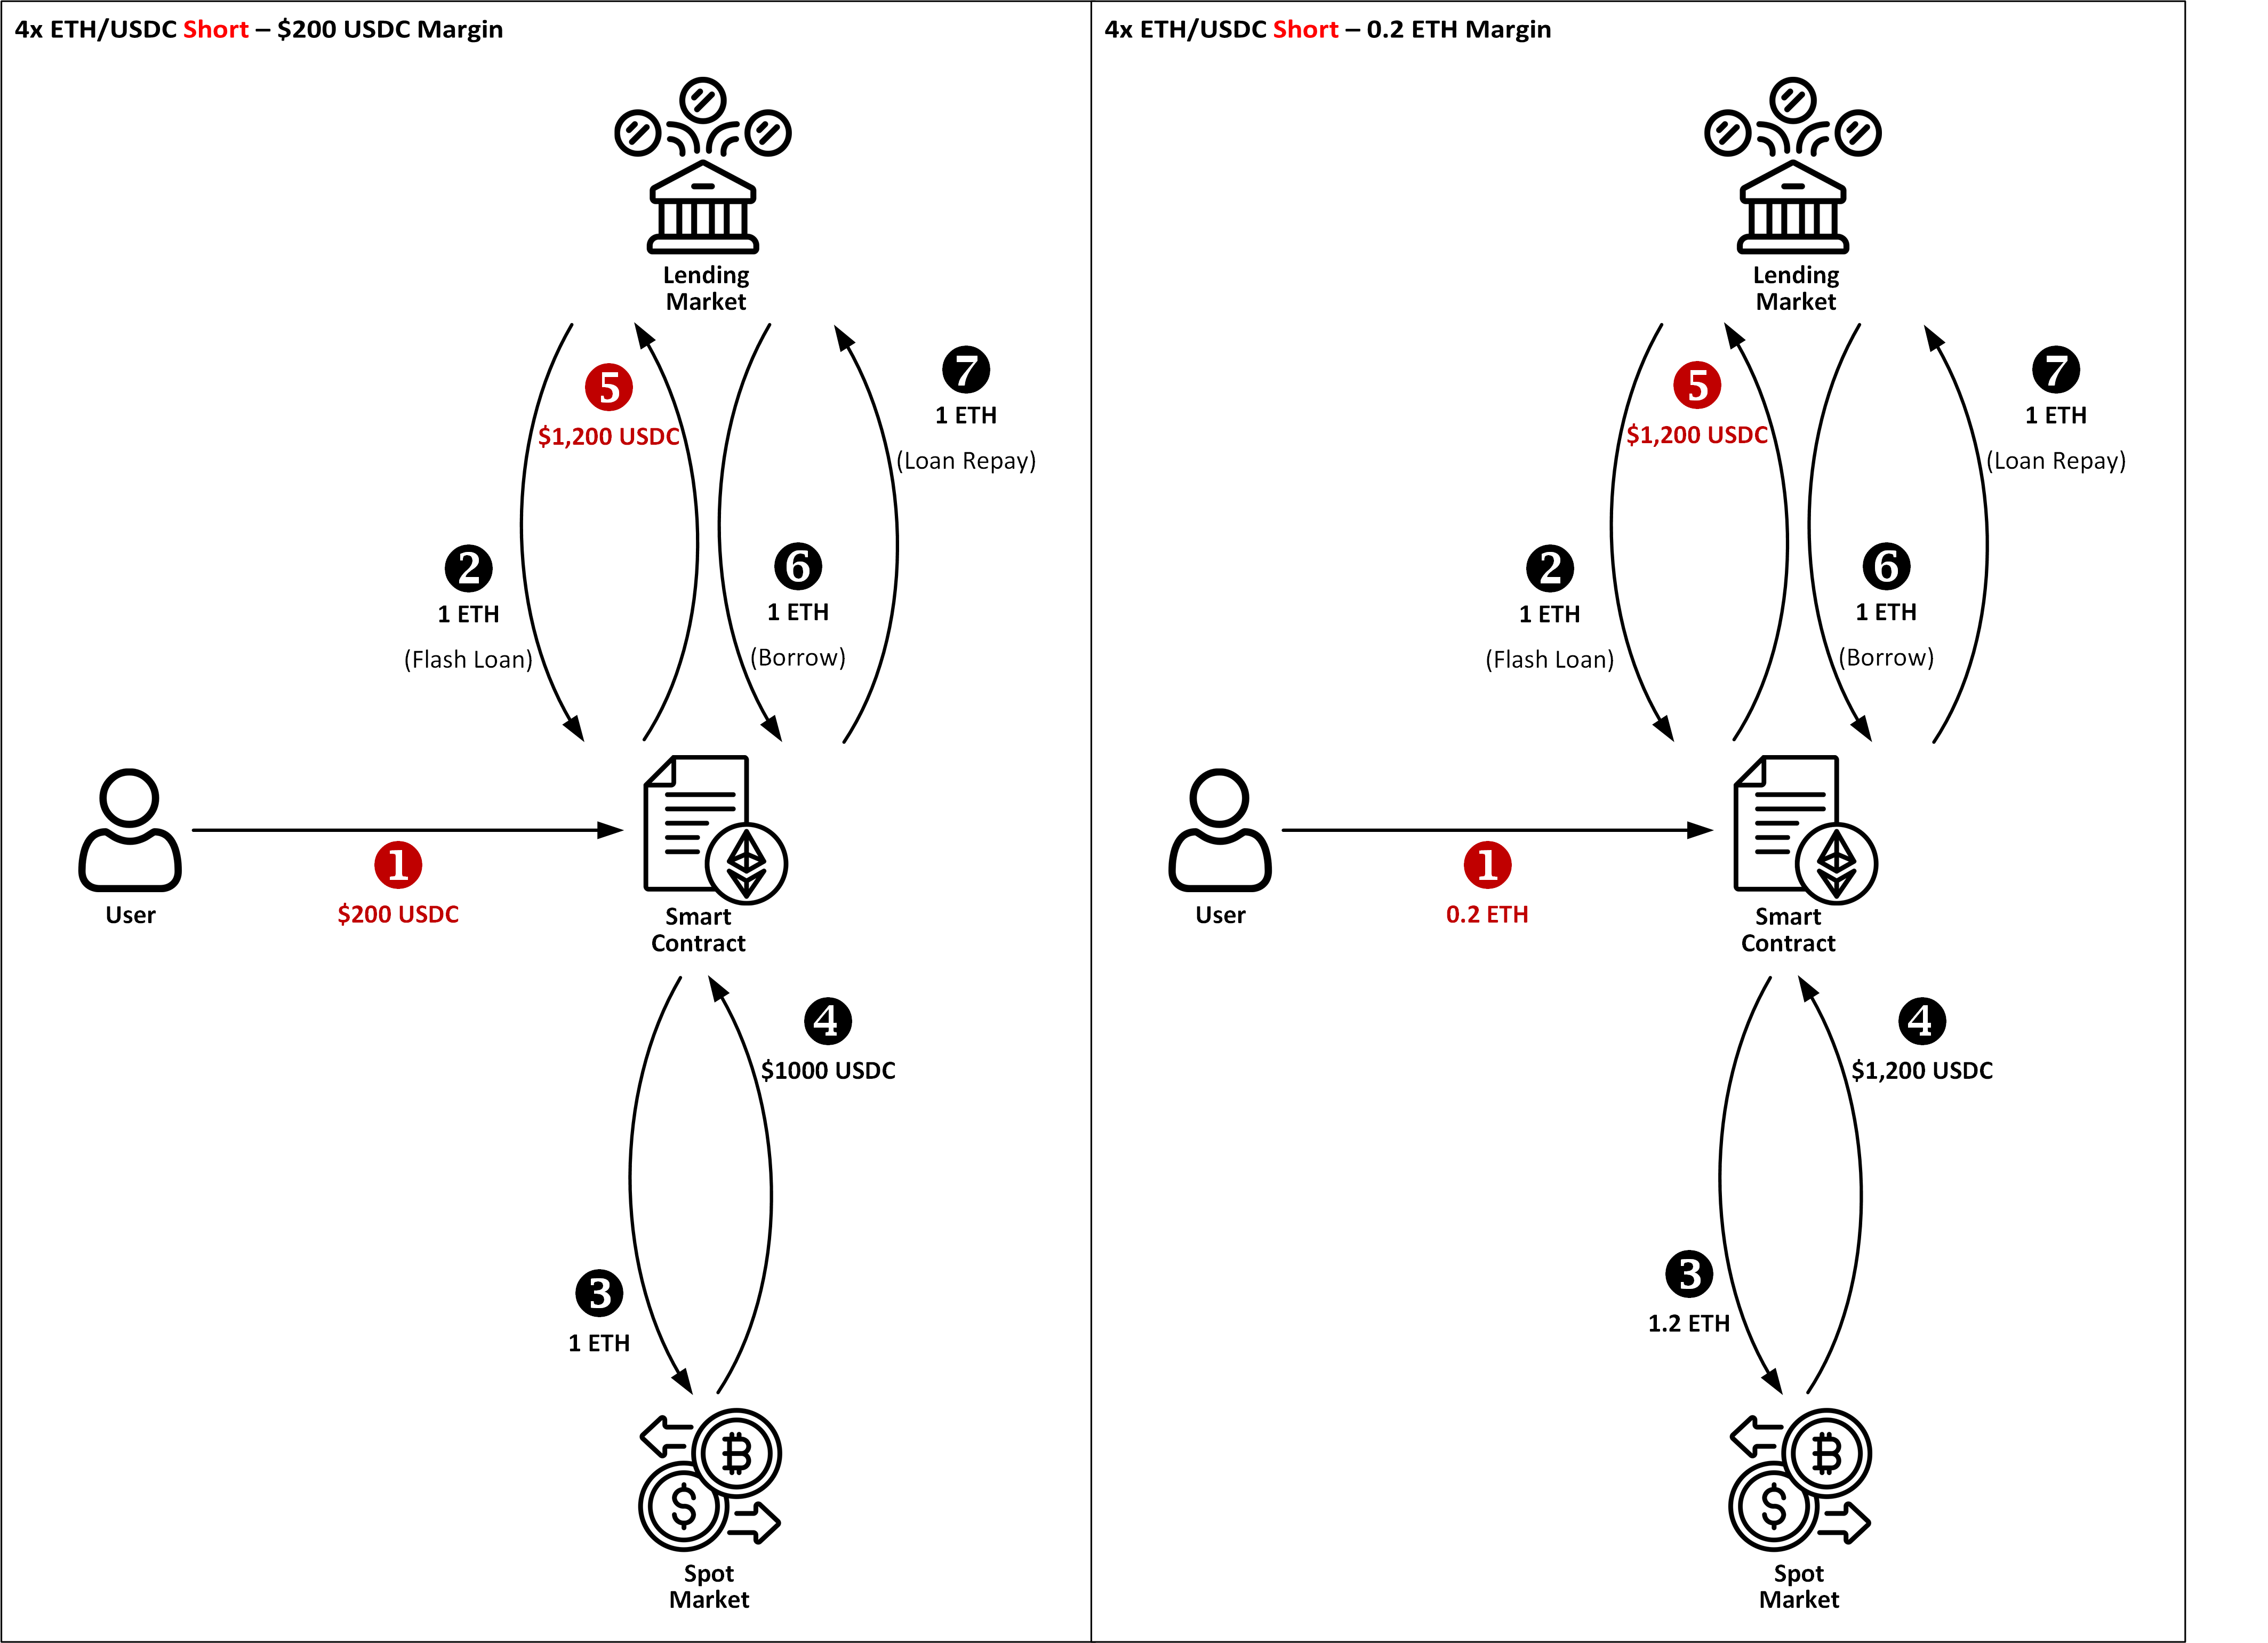 4x ETH/USDC Short – $200 USDC Margin
Lending
Market
5
$1,200 USDC
7
1 ETH
(Loan Repay)
2
1 ETH
(Flash Loan)
6
1 ETH
(Borrow)
User
1
$200 USDC
Smart
Contract
4
$1000 USDC
3
1 ETH
Spot
Market
4x ETH/USDC Short – 0.2 ETH Margin
Lending
Market
5
$1,200 USDC
7
1 ETH
(Loan Repay)
2
1 ETH
(Flash Loan)
6
1 ETH
(Borrow)
User
1
0.2 ETH
Smart
Contract
4
$1,200 USDC
3
1.2 ETH
Spot
Market